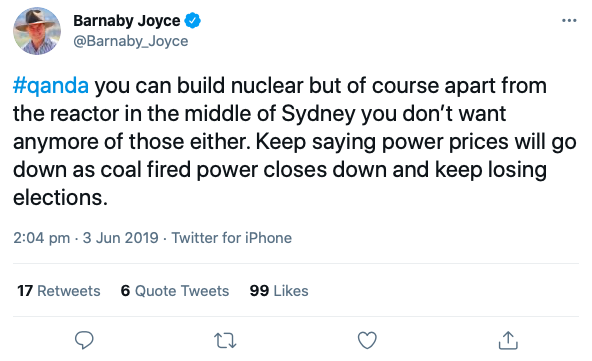 Barnaby Joyce
@Barnaby_Joyce
#qanda you can build nuclear but of course apart from
the reactor in the middle of Sydney you don’t want
anymore of those either. Keep saying power prices will go
down as coal fired power closes down and keep losing
elections.
2:04 pm · 3 Jun 2019 · Twitter for iPhone
17 Retweets 6 Quote Tweets 99 Likes